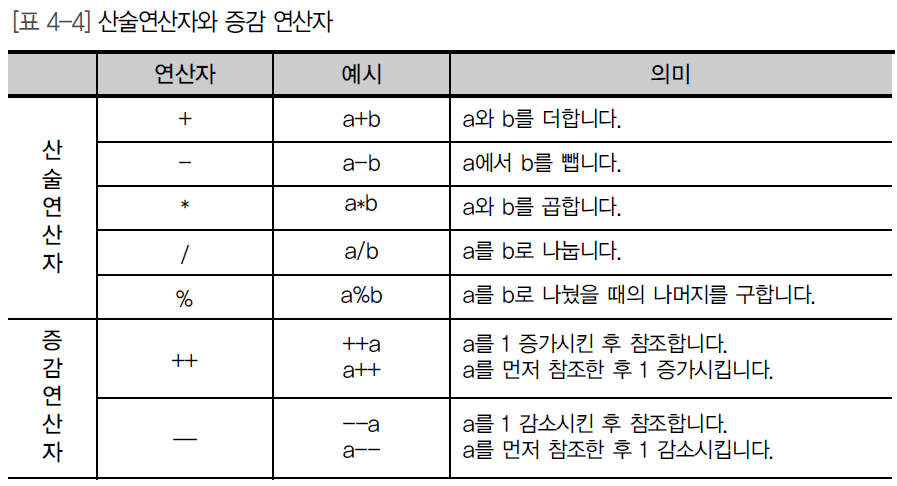 [표 4-4] 산술연산자와 증감 연산자
연산자 예시 의미
산술연산자
+ a+b a와 b를 더합니다.
- a-b a에서 b를 뺍니다.
* a*b a와 b를 곱합니다.
/ a/b a를 b로 나눕니다.
% a%b a를 b로 나눴을 때의 나머지를 구합니다.
증감연산자
++
++a a를 1 증가시킨 후 참조합니다.
a++ a를 먼저 참조한 후 1 증가시킵니다.
—
--a a를 1 감소시킨 후 참조합니다.
a-- a를 먼저 참조한 후 1 감소시킵니다.